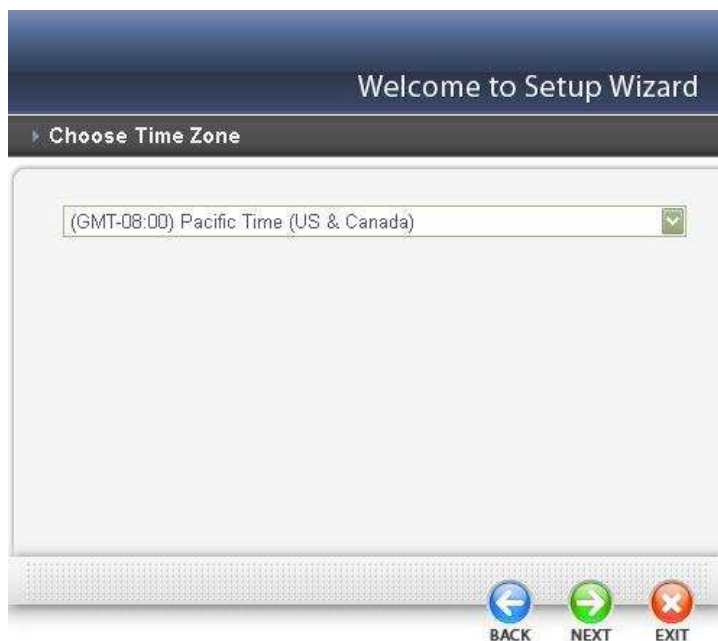 Welcome to Setup Wizard
Choose Time Zone
(GMT-08:00) Pacific Time (US & Canada)
BACK NEXT EXIT